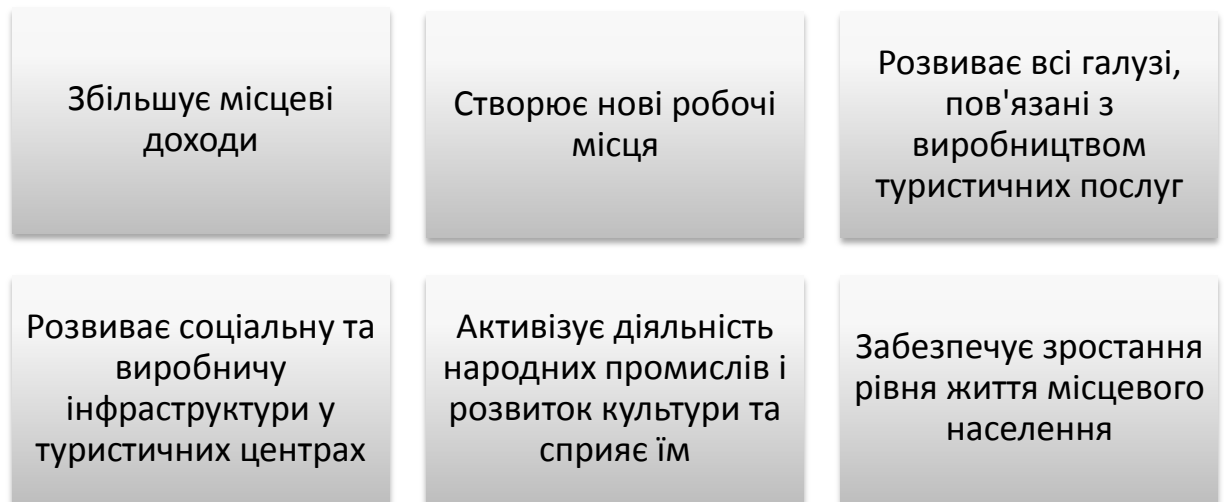 Збільшує місцеві
доходи
Створює нові робочі
місця
Розвиває всі галузі,
пов'язані з
виробництвом
туристичних послуг
Розвиває соціальну та
виробничу
інфраструктури у
туристичних центрах
Активізує діяльність
народних промислів і
розвиток культури та
сприяє їм
Забезпечує зростання
рівня життя місцевого
населення